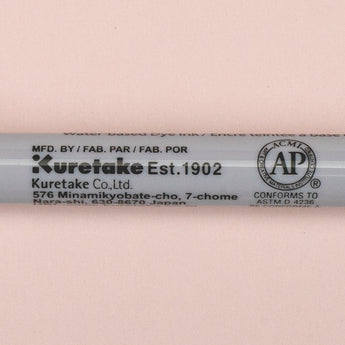 Water-based Dye Ink / Encre teintée à base
MFD. BY / FAB. PAR / FAB. POR
Kuretake Est.1902
Kuretake Co.,Ltd.
576 Minamikyobate-cho, 7-chome
Nara-shi, 630-8670 Japan
ACMI
AP
®
CONFORMS TO
ASTM D 4236